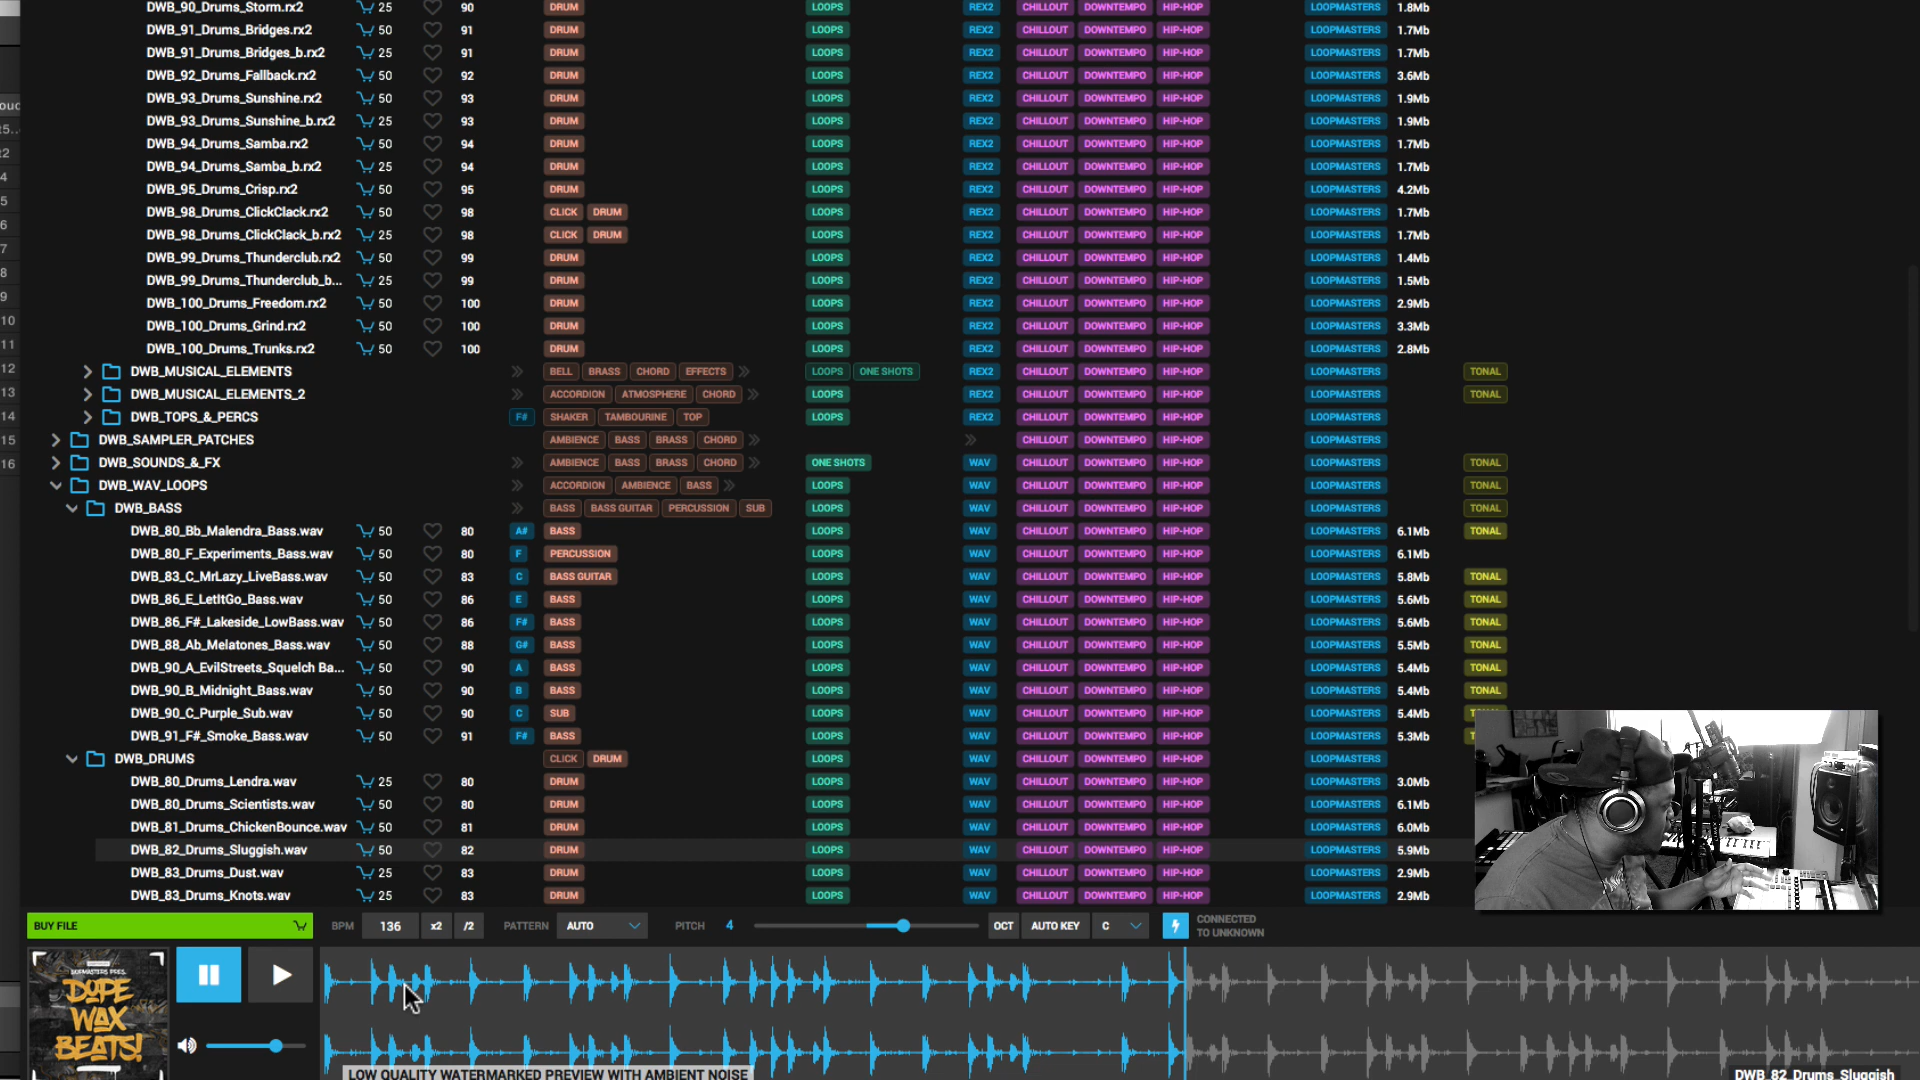 DWB_90_Drums_Storm.rx2 25 90 DRUM LOOPS REX2 CHILLOUT DOWNTEMPO HIP-HOP LOOPMASTERS 1.8Mb
DWB_91_Drums_Bridges.rx2 50 91 DRUM LOOPS REX2 CHILLOUT DOWNTEMPO HIP-HOP LOOPMASTERS 1.7Mb
DWB_91_Drums_Bridges_b.rx2 25 91 DRUM LOOPS REX2 CHILLOUT DOWNTEMPO HIP-HOP LOOPMASTERS 1.7Mb
DWB_92_Drums_Fallback.rx2 50 92 DRUM LOOPS REX2 CHILLOUT DOWNTEMPO HIP-HOP LOOPMASTERS 3.6Mb
DWB_93_Drums_Sunshine.rx2 50 93 DRUM LOOPS REX2 CHILLOUT DOWNTEMPO HIP-HOP LOOPMASTERS 1.9Mb
DWB_93_Drums_Sunshine_b.rx2 25 93 DRUM LOOPS REX2 CHILLOUT DOWNTEMPO HIP-HOP LOOPMASTERS 1.9Mb
DWB_94_Drums_Samba.rx2 50 94 DRUM LOOPS REX2 CHILLOUT DOWNTEMPO HIP-HOP LOOPMASTERS 1.7Mb
DWB_94_Drums_Samba_b.rx2 25 94 DRUM LOOPS REX2 CHILLOUT DOWNTEMPO HIP-HOP LOOPMASTERS 1.7Mb
DWB_95_Drums_Crisp.rx2 50 95 DRUM LOOPS REX2 CHILLOUT DOWNTEMPO HIP-HOP LOOPMASTERS 4.2Mb
DWB_98_Drums_ClickClack.rx2 50 98 CLICK DRUM LOOPS REX2 CHILLOUT DOWNTEMPO HIP-HOP LOOPMASTERS 1.7Mb
DWB_98_Drums_ClickClack_b.rx2 25 98 CLICK DRUM LOOPS REX2 CHILLOUT DOWNTEMPO HIP-HOP LOOPMASTERS 1.7Mb
DWB_99_Drums_Thunderclub.rx2 50 99 DRUM LOOPS REX2 CHILLOUT DOWNTEMPO HIP-HOP LOOPMASTERS 1.4Mb
DWB_99_Drums_Thunderclub_b... 25 99 DRUM LOOPS REX2 CHILLOUT DOWNTEMPO HIP-HOP LOOPMASTERS 1.5Mb
DWB_100_Drums_Freedom.rx2 50 100 DRUM LOOPS REX2 CHILLOUT DOWNTEMPO HIP-HOP LOOPMASTERS 2.9Mb
DWB_100_Drums_Grind.rx2 50 100 DRUM LOOPS REX2 CHILLOUT DOWNTEMPO HIP-HOP LOOPMASTERS 3.3Mb
DWB_100_Drums_Trunks.rx2 50 100 DRUM LOOPS REX2 CHILLOUT DOWNTEMPO HIP-HOP LOOPMASTERS 2.8Mb
12 DWB_MUSICAL_ELEMENTS BELL BRASS CHORD EFFECTS LOOPS ONE SHOTS REX2 CHILLOUT DOWNTEMPO HIP-HOP LOOPMASTERS TONAL
13 DWB_MUSICAL_ELEMENTS_2 ACCORDION ATMOSPHERE CHORD LOOPS REX2 CHILLOUT DOWNTEMPO HIP-HOP LOOPMASTERS TONAL
14 DWB_TOPS_&_PERCS F# SHAKER TAMBOURINE TOP LOOPS REX2 CHILLOUT DOWNTEMPO HIP-HOP LOOPMASTERS
15 DWB_SAMPLER_PATCHES AMBIENCE BASS BRASS CHORD CHILLOUT DOWNTEMPO HIP-HOP LOOPMASTERS
16 DWB_SOUNDS_&_FX AMBIENCE BASS BRASS CHORD ONE SHOTS WAV CHILLOUT DOWNTEMPO HIP-HOP LOOPMASTERS TONAL
DWB_WAV_LOOPS ACCORDION AMBIENCE BASS LOOPS WAV CHILLOUT DOWNTEMPO HIP-HOP LOOPMASTERS TONAL
DWB_BASS BASS BASS GUITAR PERCUSSION SUB LOOPS WAV CHILLOUT DOWNTEMPO HIP-HOP LOOPMASTERS TONAL
DWB_80_Bb_Malendra_Bass.wav 50 80 A# BASS LOOPS WAV CHILLOUT DOWNTEMPO HIP-HOP LOOPMASTERS 6.1Mb TONAL
DWB_80_F_Experiments_Bass.wav 50 80 F PERCUSSION LOOPS WAV CHILLOUT DOWNTEMPO HIP-HOP LOOPMASTERS 6.1Mb
DWB_83_C_MrLazy_LiveBass.wav 50 83 C BASS GUITAR LOOPS WAV CHILLOUT DOWNTEMPO HIP-HOP LOOPMASTERS 5.8Mb TONAL
DWB_86_E_LetItGo_Bass.wav 50 86 E BASS LOOPS WAV CHILLOUT DOWNTEMPO HIP-HOP LOOPMASTERS 5.6Mb TONAL
DWB_86_F#_Lakeside_LowBass.wav 50 86 F# BASS LOOPS WAV CHILLOUT DOWNTEMPO HIP-HOP LOOPMASTERS 5.6Mb TONAL
DWB_88_Ab_Melatones_Bass.wav 50 88 G# BASS LOOPS WAV CHILLOUT DOWNTEMPO HIP-HOP LOOPMASTERS 5.5Mb TONAL
DWB_90_A_EvilStreets_Squelch Ba... 50 90 A BASS LOOPS WAV CHILLOUT DOWNTEMPO HIP-HOP LOOPMASTERS 5.4Mb TONAL
DWB_90_B_Midnight_Bass.wav 50 90 B BASS LOOPS WAV CHILLOUT DOWNTEMPO HIP-HOP LOOPMASTERS 5.4Mb TONAL
DWB_90_C_Purple_Sub.wav 50 90 C SUB LOOPS WAV CHILLOUT DOWNTEMPO HIP-HOP LOOPMASTERS 5.4Mb
DWB_91_F#_Smoke_Bass.wav 50 91 F# BASS LOOPS WAV CHILLOUT DOWNTEMPO HIP-HOP LOOPMASTERS 5.3Mb
DWB_DRUMS CLICK DRUM LOOPS WAV CHILLOUT DOWNTEMPO HIP-HOP LOOPMASTERS
DWB_80_Drums_Lendra.wav 25 80 DRUM LOOPS WAV CHILLOUT DOWNTEMPO HIP-HOP LOOPMASTERS 3.0Mb
DWB_80_Drums_Scientists.wav 50 80 DRUM LOOPS WAV CHILLOUT DOWNTEMPO HIP-HOP LOOPMASTERS 6.1Mb
DWB_81_Drums_ChickenBounce.wav 50 81 DRUM LOOPS WAV CHILLOUT DOWNTEMPO HIP-HOP LOOPMASTERS 6.0Mb
DWB_82_Drums_Sluggish.wav 50 82 DRUM LOOPS WAV CHILLOUT DOWNTEMPO HIP-HOP LOOPMASTERS 5.9Mb
DWB_83_Drums_Dust.wav 25 83 DRUM LOOPS WAV CHILLOUT DOWNTEMPO HIP-HOP LOOPMASTERS 2.9Mb
DWB_83_Drums_Knots.wav 25 83 DRUM LOOPS WAV CHILLOUT DOWNTEMPO HIP-HOP LOOPMASTERS 2.9Mb
BUY FILE BPM 136 x2 /2 PATTERN AUTO PITCH 4 OCT AUTO KEY C CONNECTED
TO UNKNOWN
DOPE
WAX
BEATS!
LOW QUALITY WATERMARKED PREVIEW WITH AMBIENT NOISE
DWB_82_Drums_Sluggish